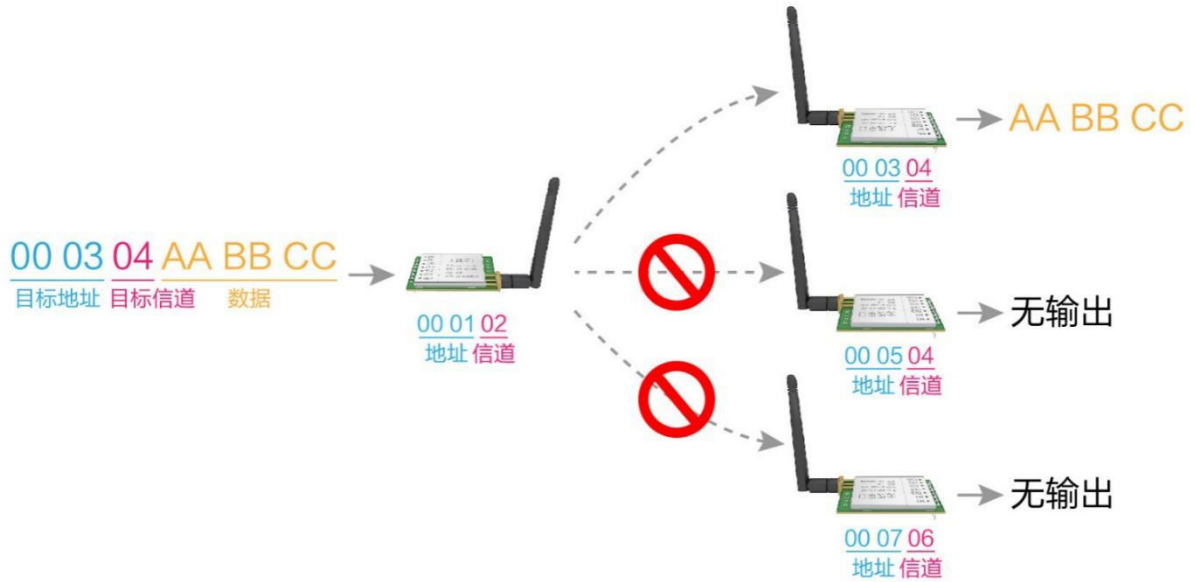 00 03 04 AA BB CC
目标地址 目标信道 数据
00 01 02
地址 信道
AA BB CC
00 03 04
地址 信道
无输出
00 05 04
地址 信道
无输出
00 07 06
地址 信道